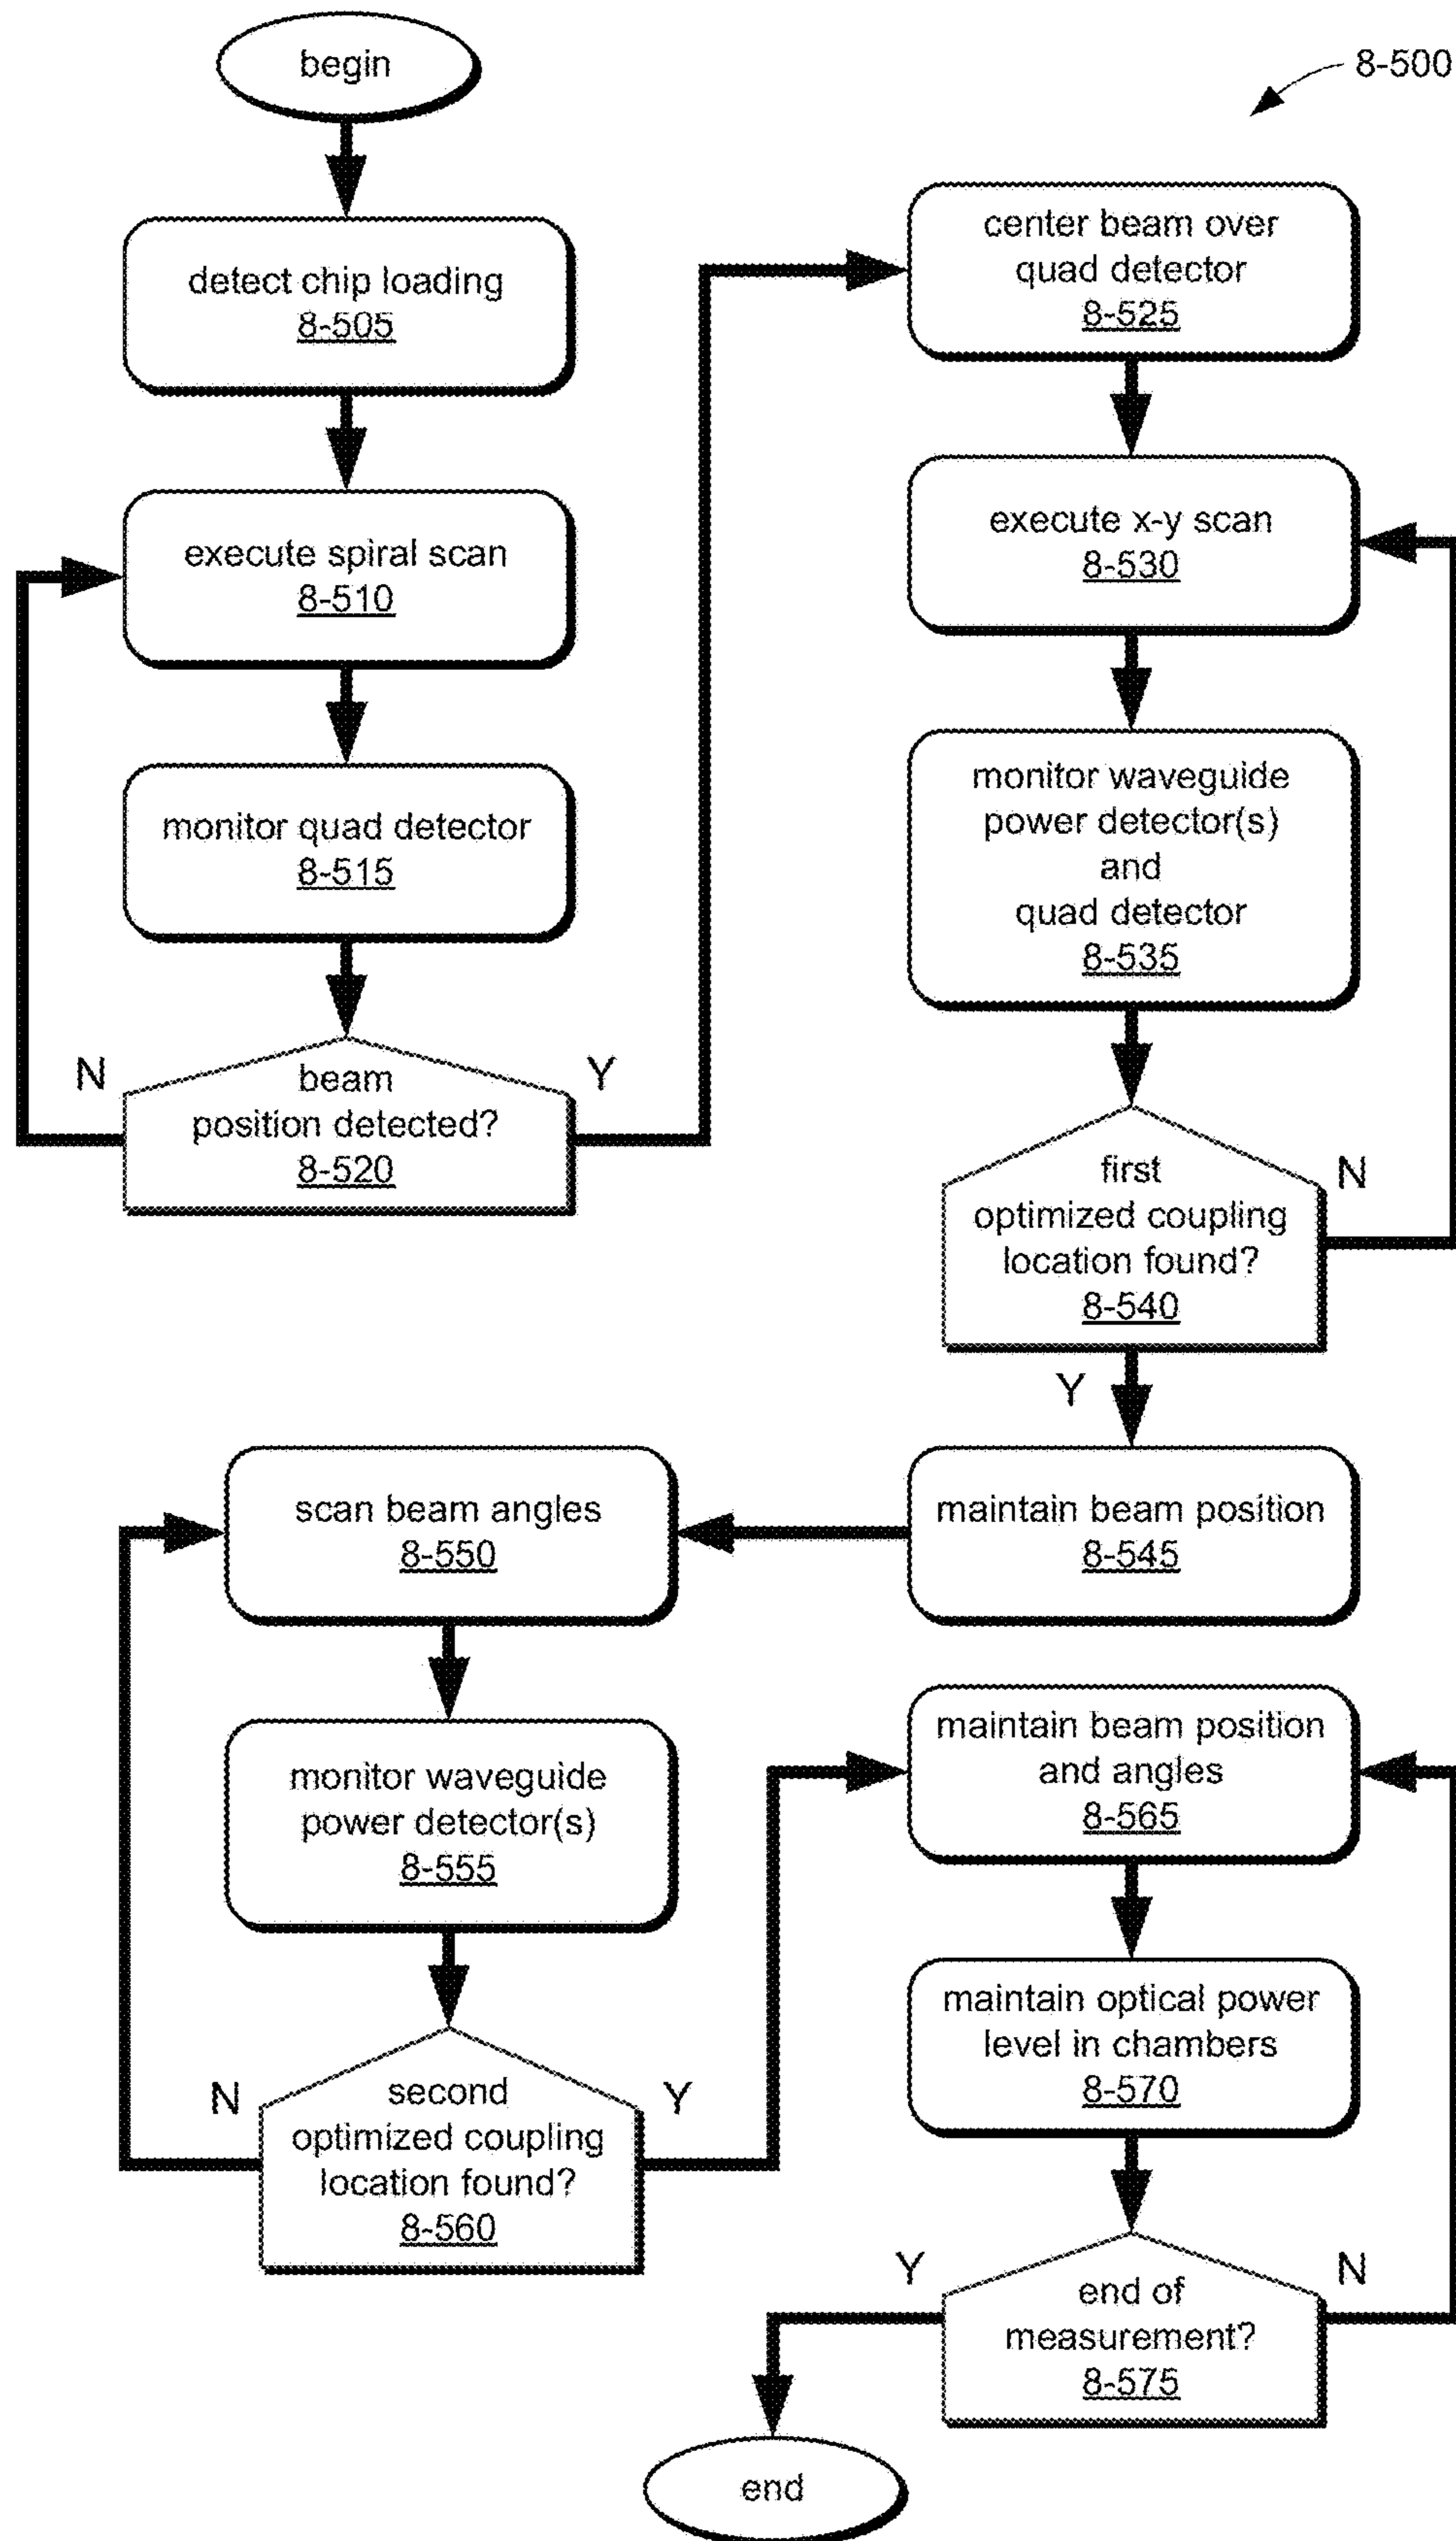 begin
8-500
detect chip loading
8-505
execute spiral scan
8-510
monitor quad detector
8-515
N
Y
beam
position detected?
8-520
center beam over
quad detector
8-525
execute x-y scan
8-530
monitor waveguide
power detector(s)
and
quad detector
8-535
first
optimized coupling
location found?
8-540
N
Y
maintain beam position
8-545
scan beam angles
8-550
monitor waveguide
power detector(s)
8-555
N
Y
second
optimized coupling
location found?
8-560
maintain beam position
and angles
8-565
maintain optical power
level in chambers
8-570
Y
N
end of
measurement?
8-575
end